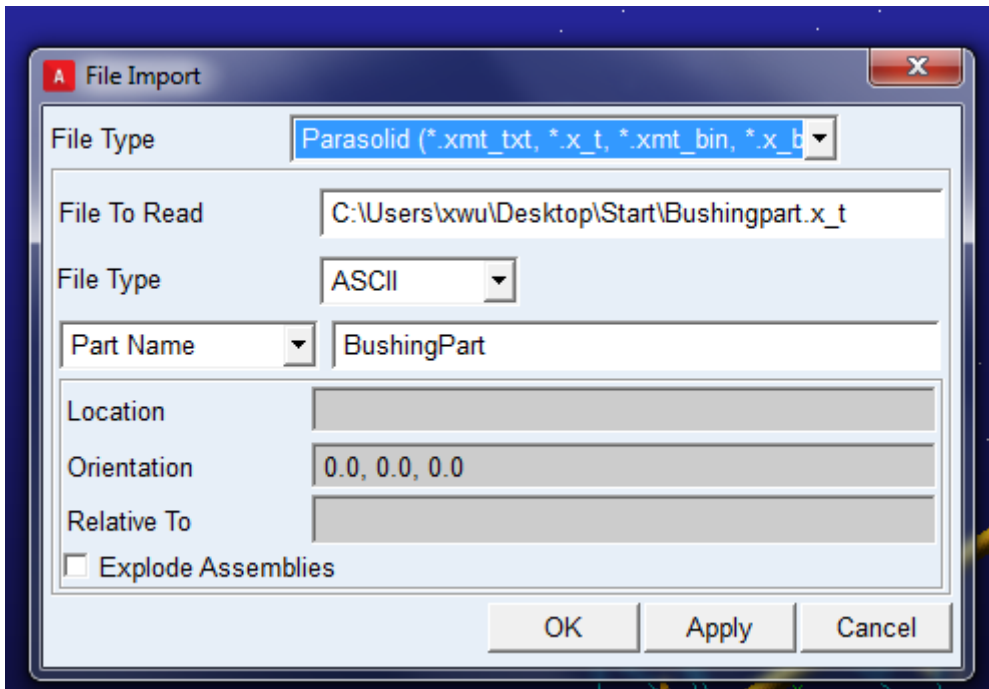 A File Import X
File Type Parasolid (*.xmt_txt, *.x_t, *.xmt_bin, *.x_b
File To Read C:\Users\xwu\Desktop\Start\Bushingpart.x_t
File Type ASCII
Part Name BushingPart
Location
Orientation 0.0, 0.0, 0.0
Relative To
Explode Assemblies
OK Apply Cancel